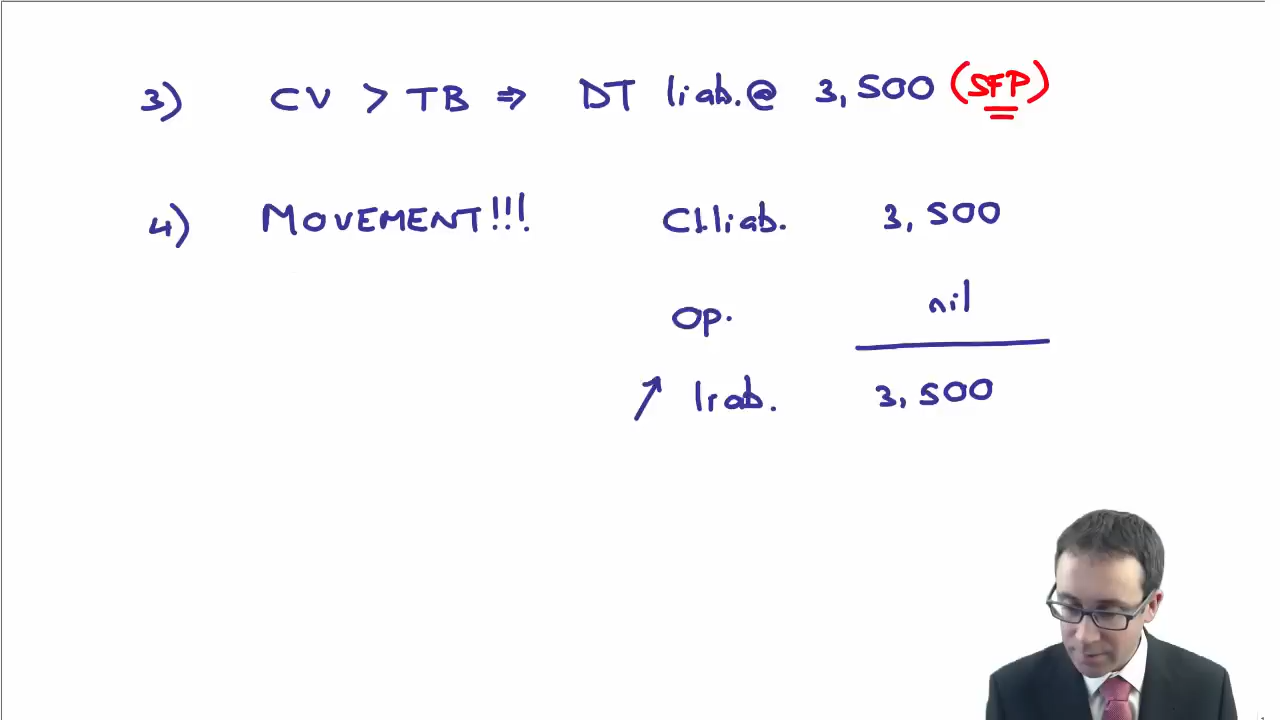 3) CV > TB ⇒ DT liab. @ 3,500 (SFP)
4) MOVEMENT!!! Cl. liab. 3,500
Op. nil
↗ liab. 3,500